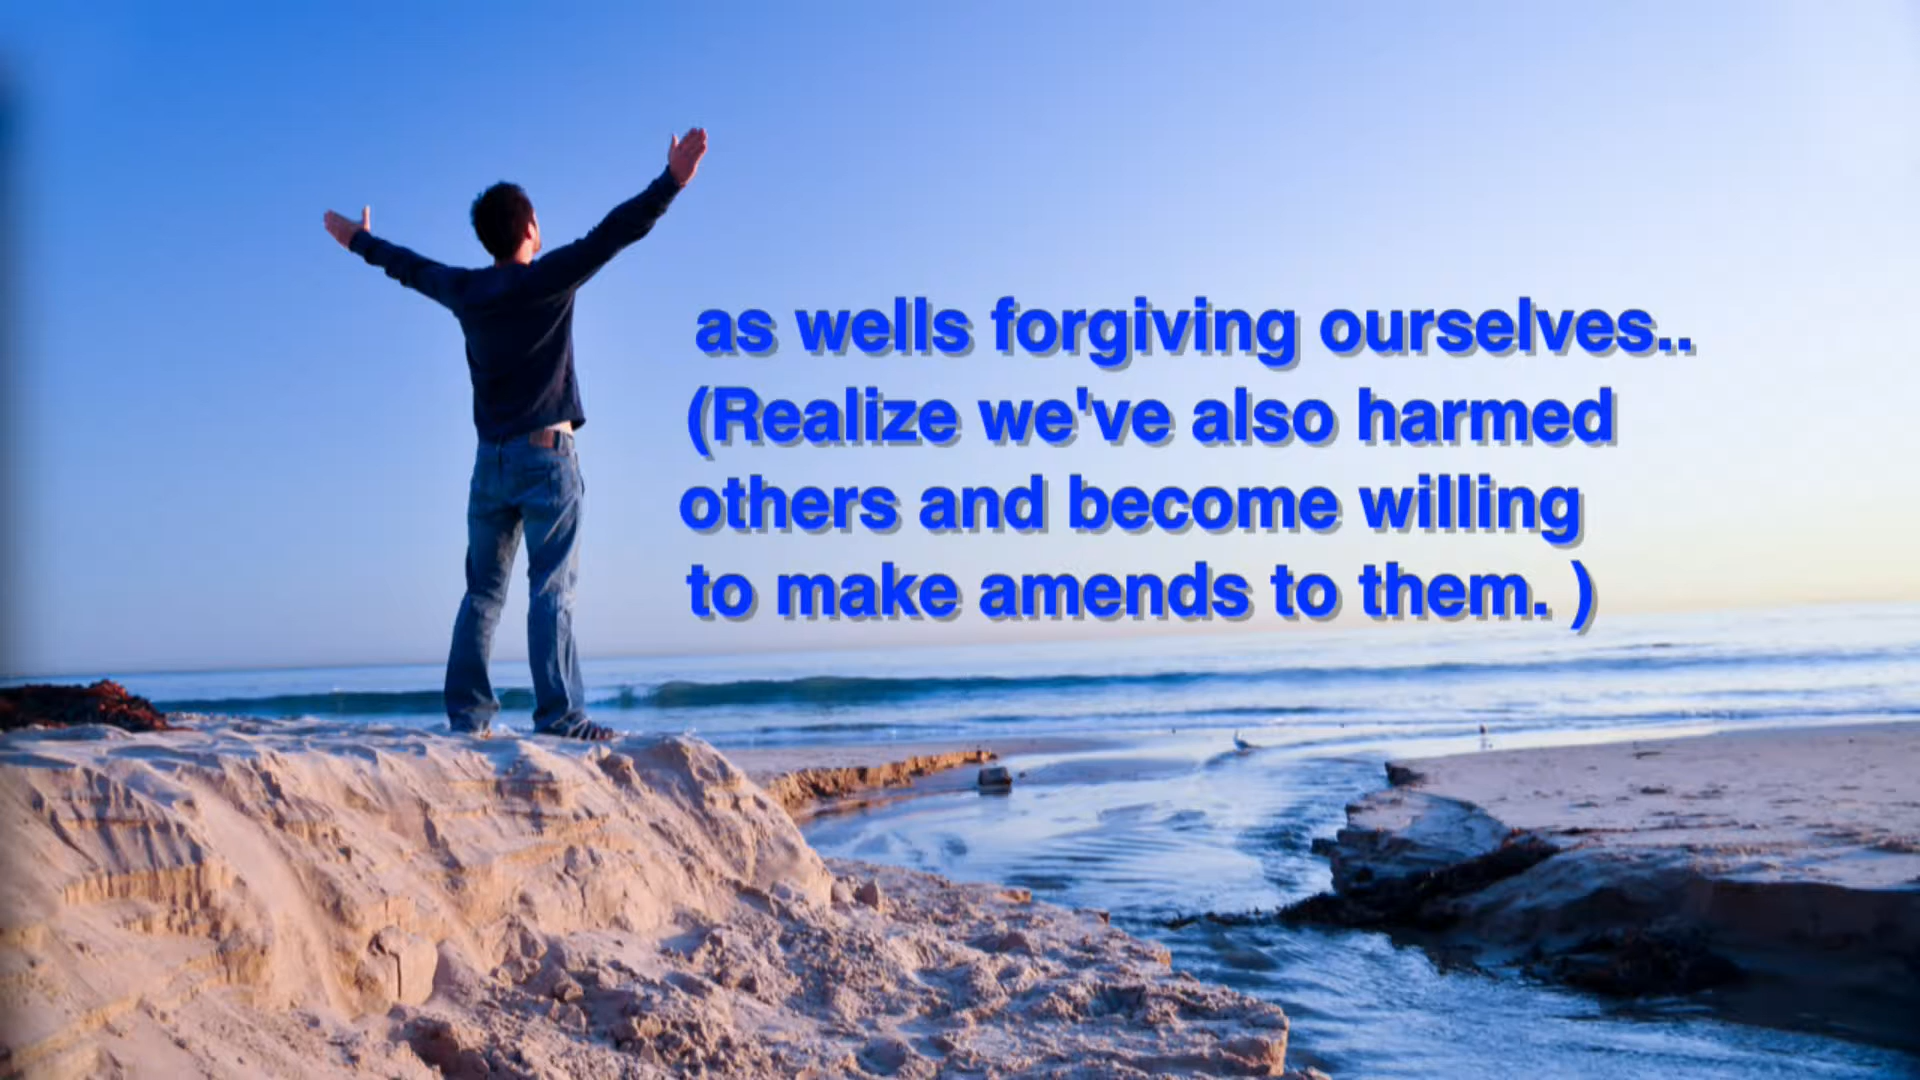 as wells forgiving ourselves..
(Realize we've also harmed
others and become willing
to make amends to them. )